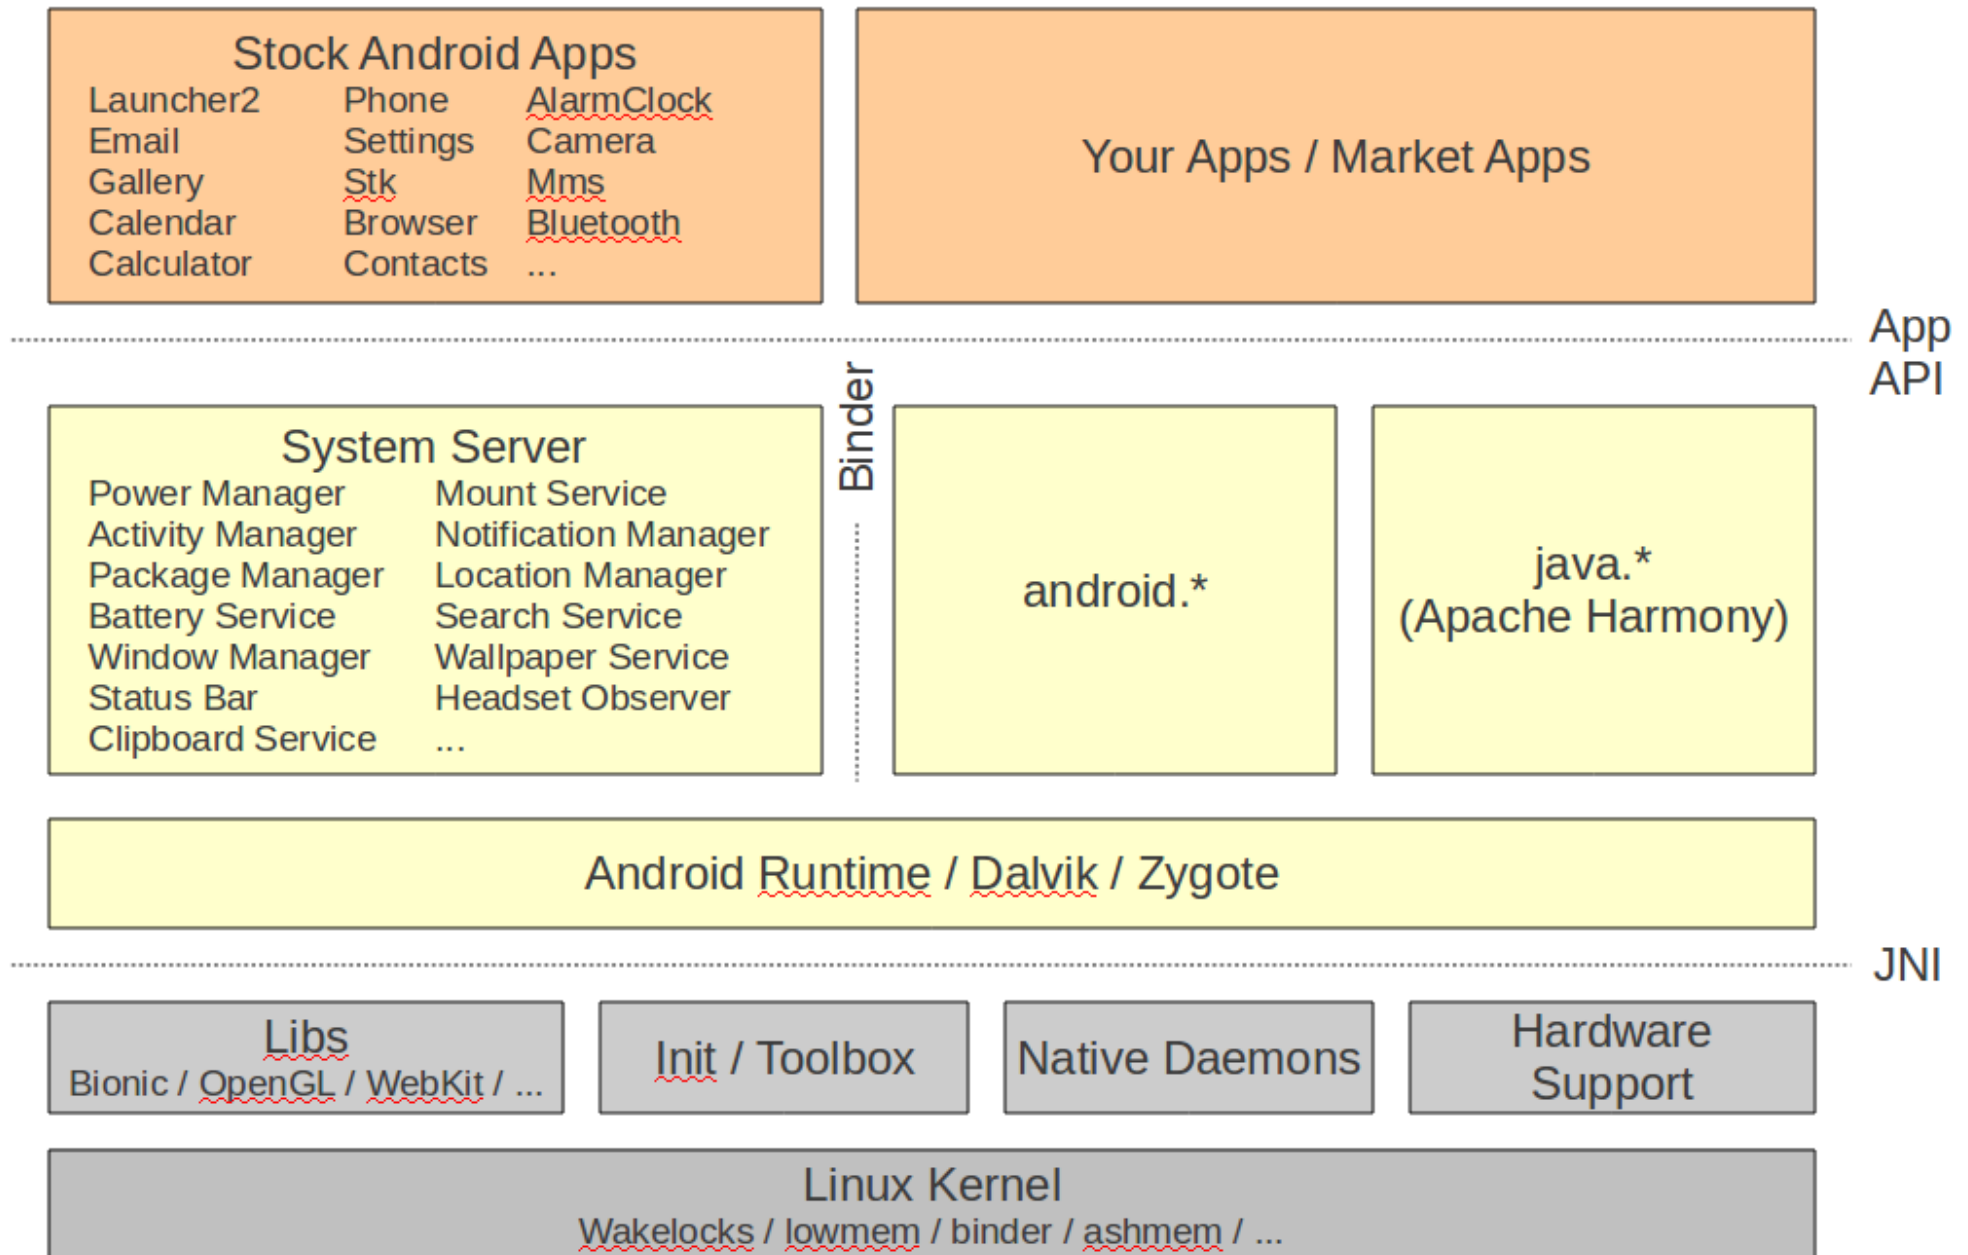 Stock Android Apps
Launcher2 Phone AlarmClock
Email Settings Camera
Gallery Stk Mms
Calendar Browser Bluetooth
Calculator Contacts ...
Your Apps / Market Apps
App
API
System Server
Power Manager Mount Service
Activity Manager Notification Manager
Package Manager Location Manager
Battery Service Search Service
Window Manager Wallpaper Service
Status Bar Headset Observer
Clipboard Service ...
Binder
android.*
java.*
(Apache Harmony)
Android Runtime / Dalvik / Zygote
JNI
Libs
Bionic / OpenGL / WebKit / ...
Init / Toolbox
Native Daemons
Hardware
Support
Linux Kernel
Wakelocks / lowmem / binder / ashmem / ...